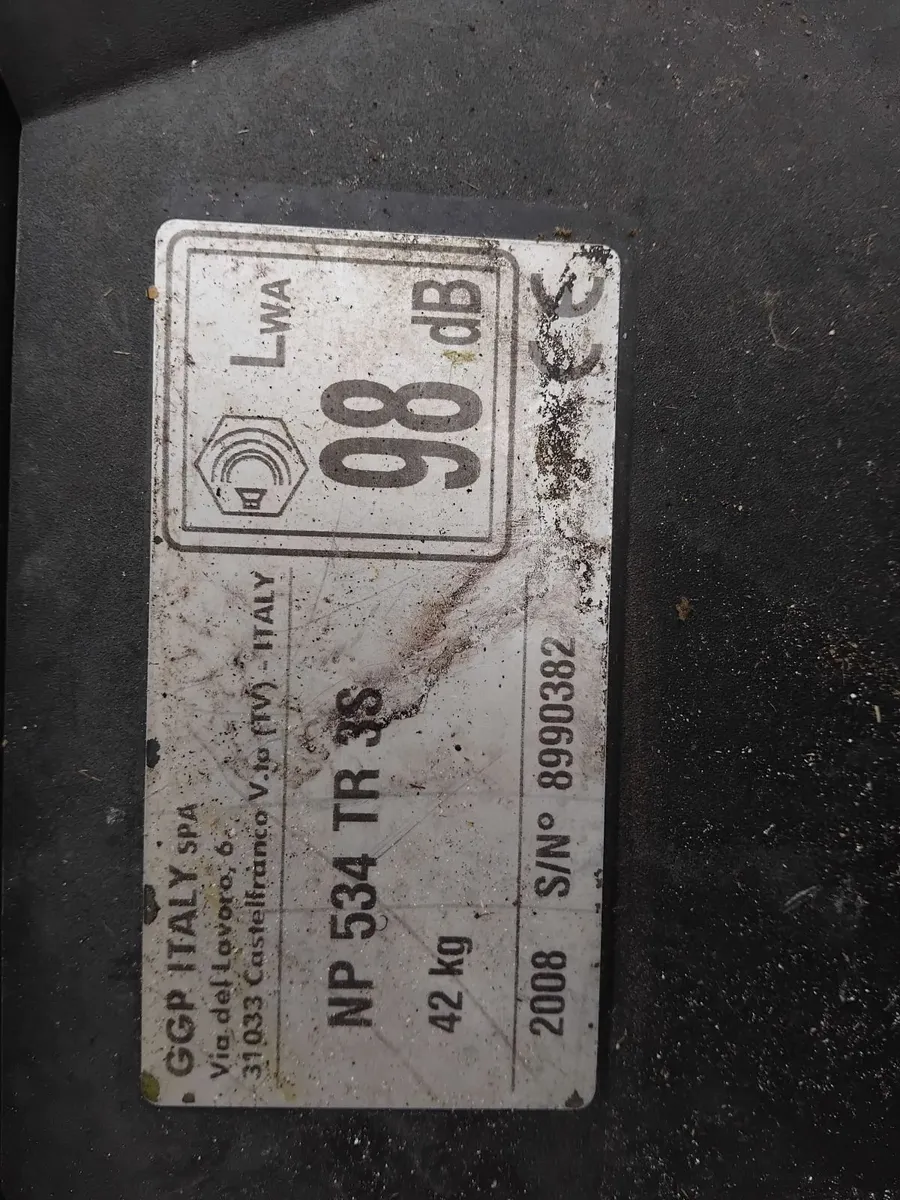 GGP ITALY SPA
Via del Lavoro, 6
31033 Castelfranco V.to (TV) - ITALY
NP 534 TR 3S
42 kg
2008 S/N° 8990382
LWA
98 dB
CE